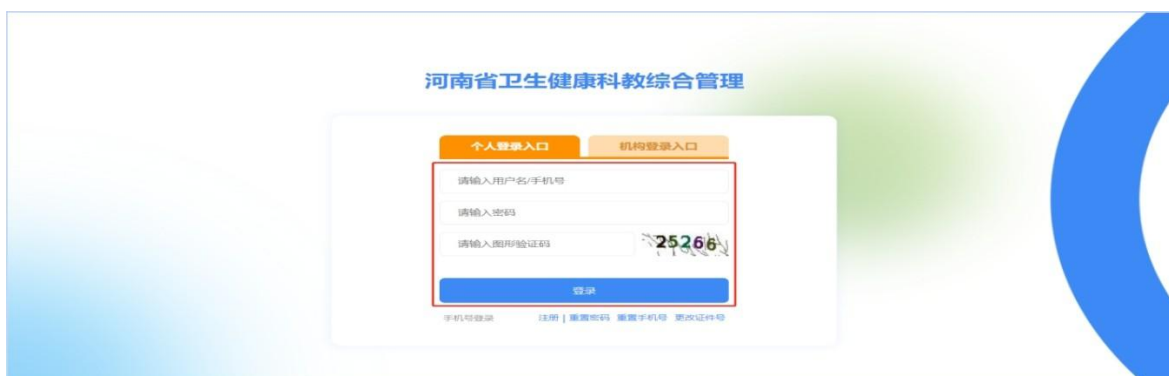 河南省卫生健康科教综合管理
个人登录入口 机构登录入口
请输入用户名/手机号
请输入密码
请输入图形验证码 25266
登录
手机号登录 注册 | 重置密码 重置手机号 更改证件号